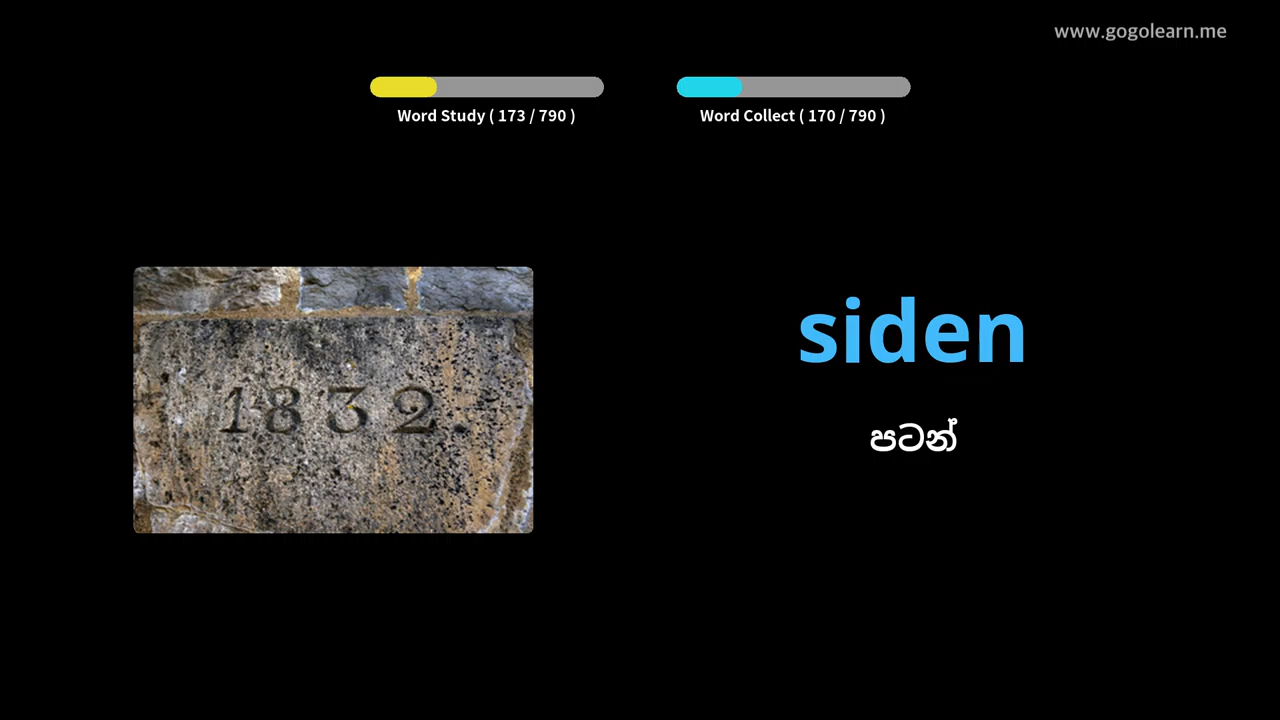 www.gogolearn.me
Word Study ( 173 / 790 )
Word Collect ( 170 / 790 )
1832.
siden
පටන්